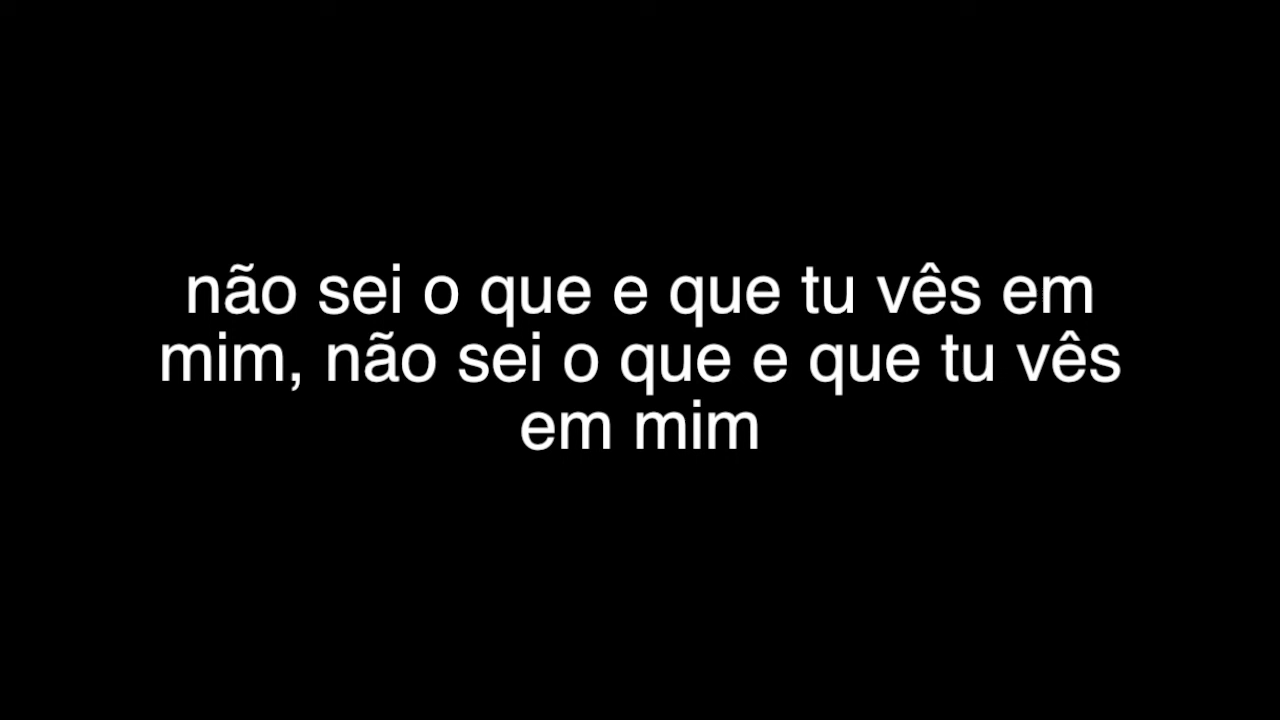 não sei o que e que tu vês em
mim, não sei o que e que tu vês
em mim